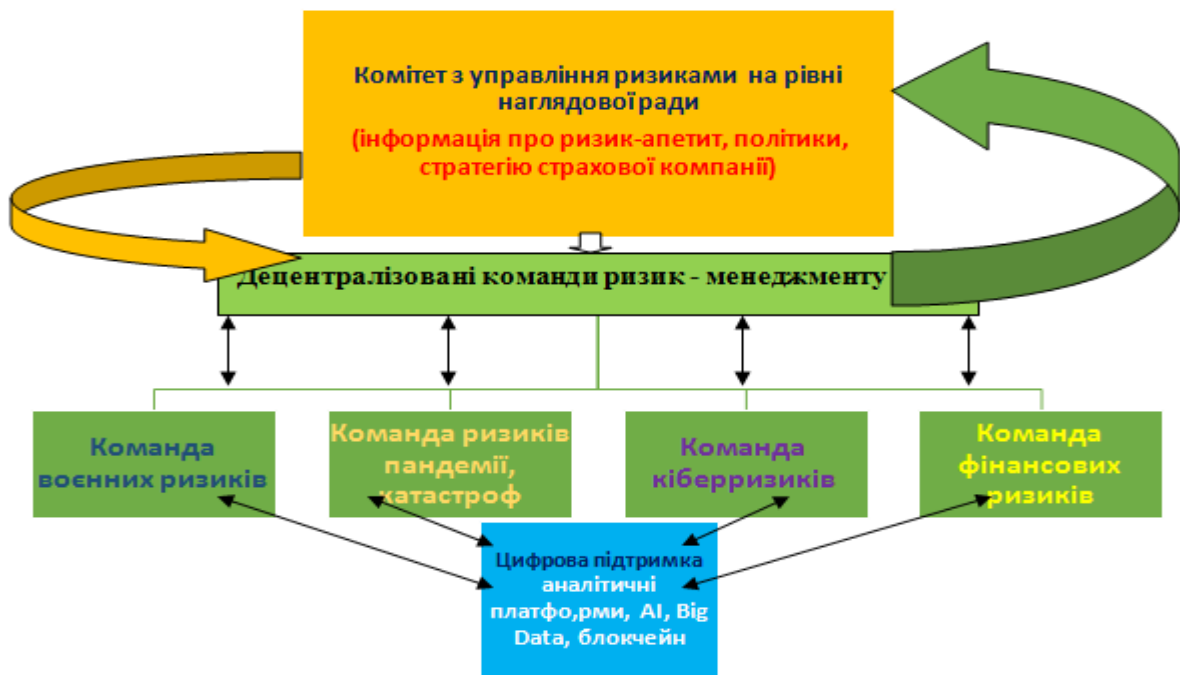 Комітет з управління ризиками на рівні
наглядової ради
(інформація про ризик-апетит, політики,
стратегію страхової компанії)
Децентралізовані команди ризик - менеджменту
Команда
воєнних ризиків
Команда ризиків
пандемії,
катастроф
Команда
кіберризиків
Команда
фінансових
ризиків
Цифрова підтримка
аналітичні
платфо,рми, AI, Big
Data, блокчейн